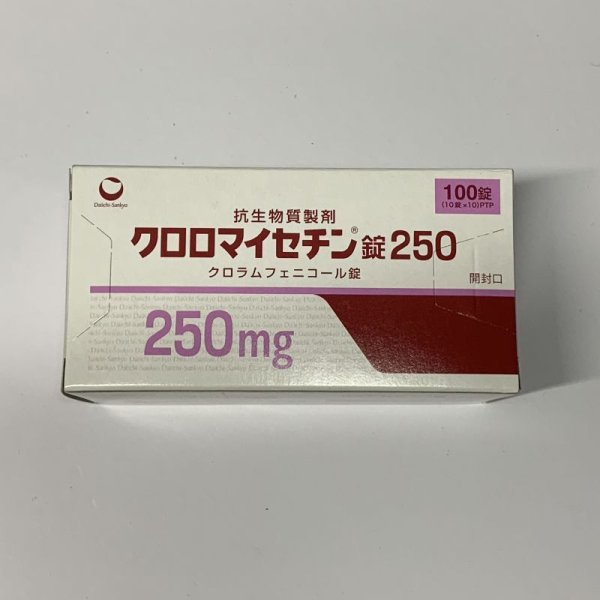 Daiichi-Sankyo
100錠
(10錠×10)PTP
抗生物質製剤
クロロマイセチン®錠250
クロラムフェニコール錠
開封口
250mg